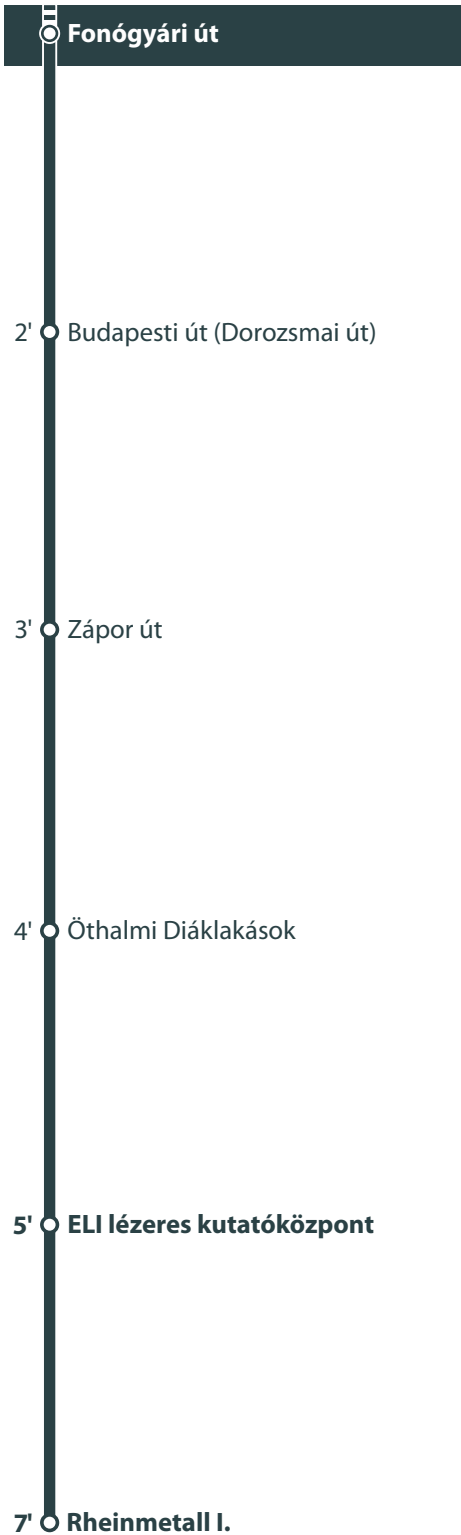 Fonógyári út
2' Budapesti út (Dorozsmai út)
3' Zápor út
4' Öthalmi Diáklakások
5' ELI lézeres kutatóközpont
7' Rheinmetall I.